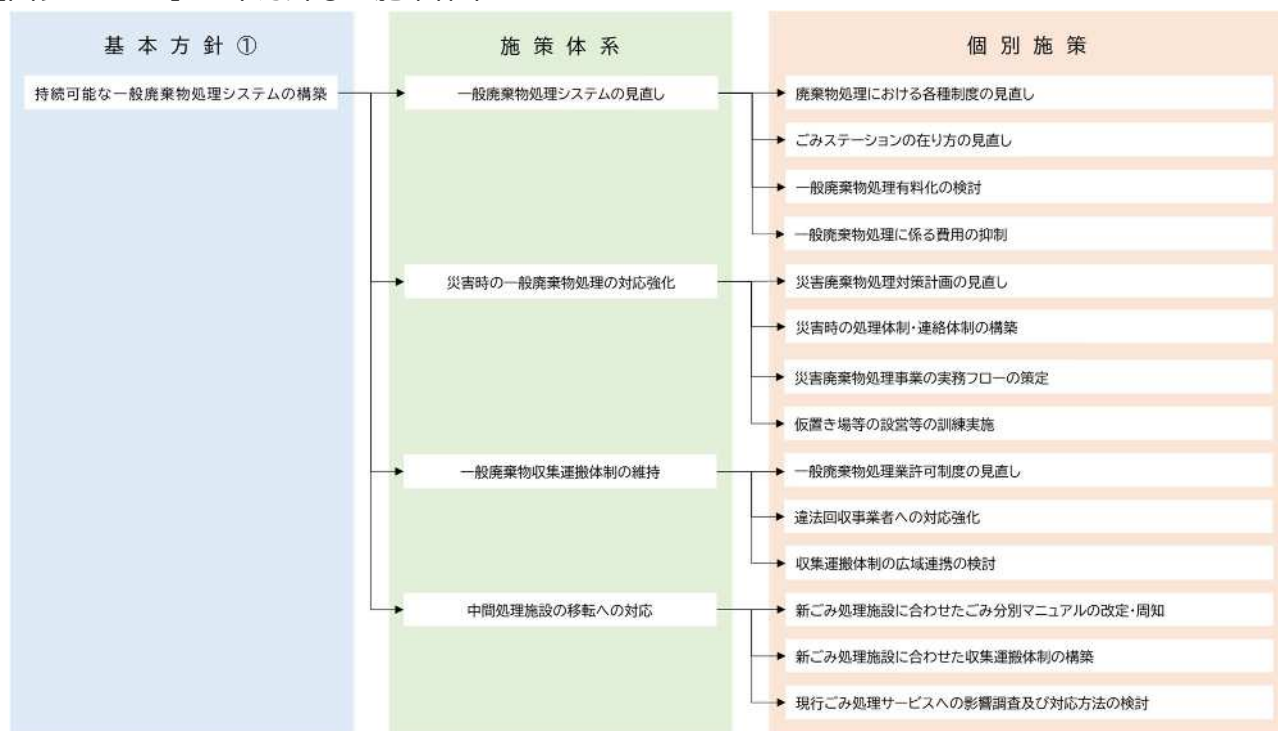 基本方針①
持続可能な一般廃棄物処理システムの構築
施策体系
一般廃棄物処理システムの見直し
災害時の一般廃棄物処理の対応強化
一般廃棄物収集運搬体制の維持
中間処理施設の移転への対応
個別施策
廃棄物処理における各種制度の見直し
ごみステーションの在り方の見直し
一般廃棄物処理有料化の検討
一般廃棄物処理に係る費用の抑制
災害廃棄物処理対策計画の見直し
災害時の処理体制・連絡体制の構築
災害廃棄物処理事業の実務フローの策定
仮置き場等の設営等の訓練実施
一般廃棄物処理業許可制度の見直し
違法回収事業者への対応強化
収集運搬体制の広域連携の検討
新ごみ処理施設に合わせたごみ分別マニュアルの改定・周知
新ごみ処理施設に合わせた収集運搬体制の構築
現行ごみ処理サービスへの影響調査及び対応方法の検討